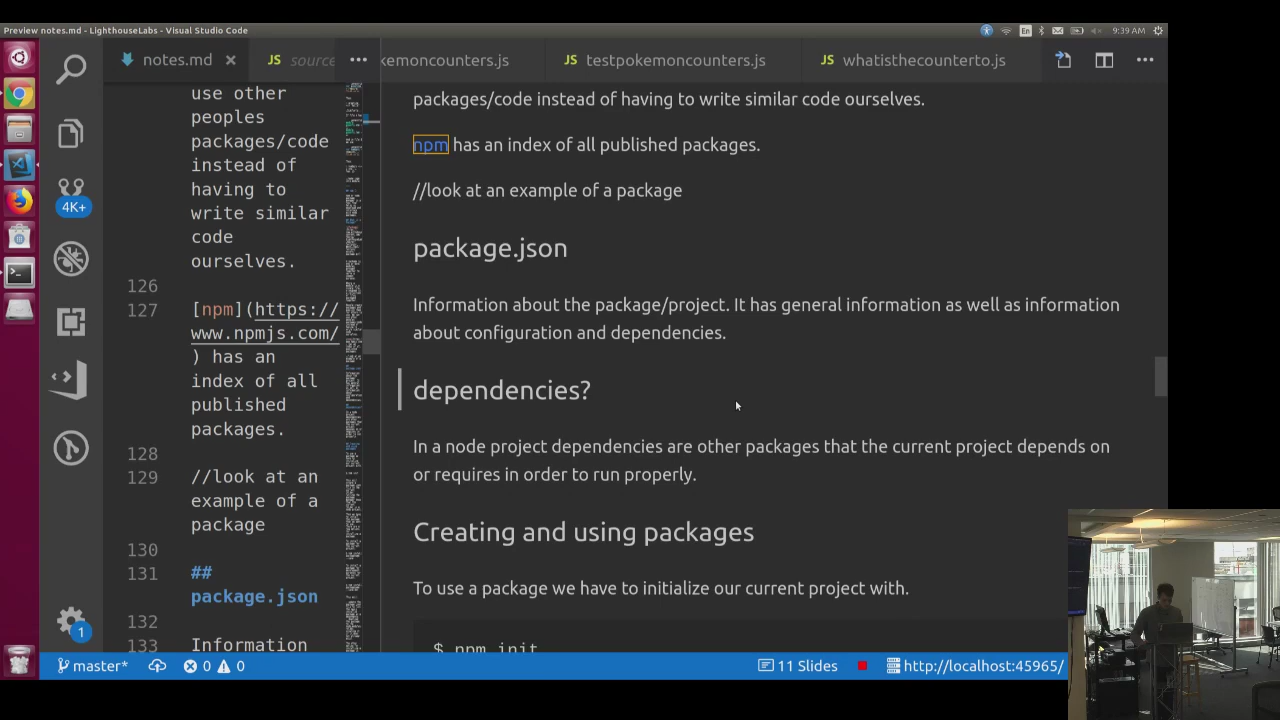 Preview notes.md - LighthouseLabs - Visual Studio Code
En
9:39 AM
notes.md
JS source
kemoncounters.js
JS testpokemoncounters.js
JS whatisthecounterto.js
use other
peoples
packages/code
instead of
having to
write similar
code
ourselves.
126
127 [npm](https://
www.npmjs.com/
) has an
index of all
published
packages.
128
129 //look at an
example of a
package
130
131 ##
package.json
132
133 Information
4K+
1
packages/code instead of having to write similar code ourselves.
npm has an index of all published packages.
//look at an example of a package
package.json
Information about the package/project. It has general information as well as information
about configuration and dependencies.
dependencies?
In a node project dependencies are other packages that the current project depends on
or requires in order to run properly.
Creating and using packages
To use a package we have to initialize our current project with.
$ npm init
master*
0
0
11 Slides
http://localhost:45965/